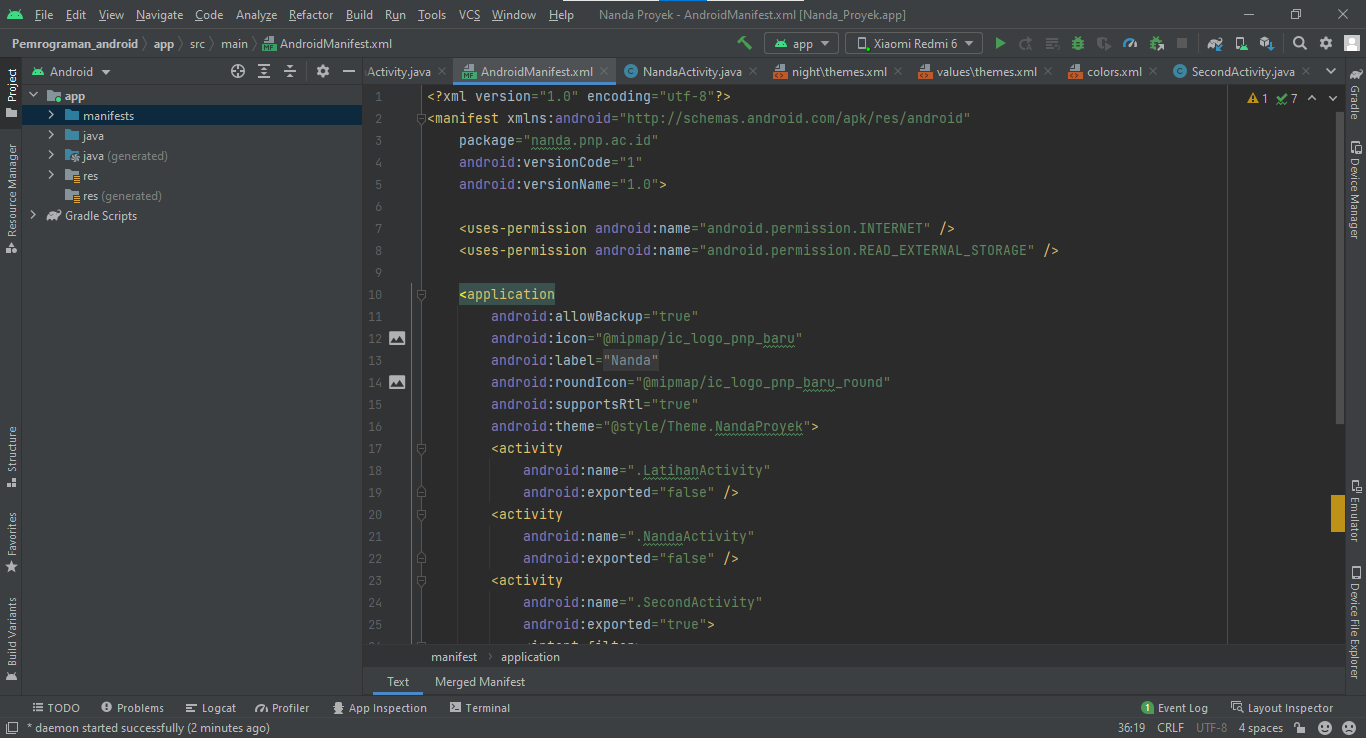 File Edit View Navigate Code Analyze Refactor Build Run Tools VCS Window Help Nanda Proyek - AndroidManifest.xml [Nanda_Proyek.app]
Pemrograman_android app src main AndroidManifest.xml app Xiaomi Redmi 6
Android
Activity.java AndroidManifest.xml NandaActivity.java night\themes.xml values\themes.xml colors.xml SecondActivity.java
Project
Resource Manager
Structure
Favorites
Build Variants
app
manifests
java
java (generated)
res
res (generated)
Gradle Scripts
1 <?xml version="1.0" encoding="utf-8"?>
2 <manifest xmlns:android="http://schemas.android.com/apk/res/android"
3 package="nanda.pnp.ac.id"
4 android:versionCode="1"
5 android:versionName="1.0">
6
7 <uses-permission android:name="android.permission.INTERNET" />
8 <uses-permission android:name="android.permission.READ_EXTERNAL_STORAGE" />
9
10 <application
11 android:allowBackup="true"
12 android:icon="@mipmap/ic_logo_pnp_baru"
13 android:label="Nanda"
14 android:roundIcon="@mipmap/ic_logo_pnp_baru_round"
15 android:supportsRtl="true"
16 android:theme="@style/Theme.NandaProyek">
17 <activity
18 android:name=".LatihanActivity"
19 android:exported="false" />
20 <activity
21 android:name=".NandaActivity"
22 android:exported="false" />
23 <activity
24 android:name=".SecondActivity"
25 android:exported="true">
1 7
Gradle
Device Manager
Emulator
Device File Explorer
manifest application
Text Merged Manifest
TODO Problems Logcat Profiler App Inspection Terminal 1 Event Log Layout Inspector
* daemon started successfully (2 minutes ago) 36:19 CRLF UTF-8 4 spaces